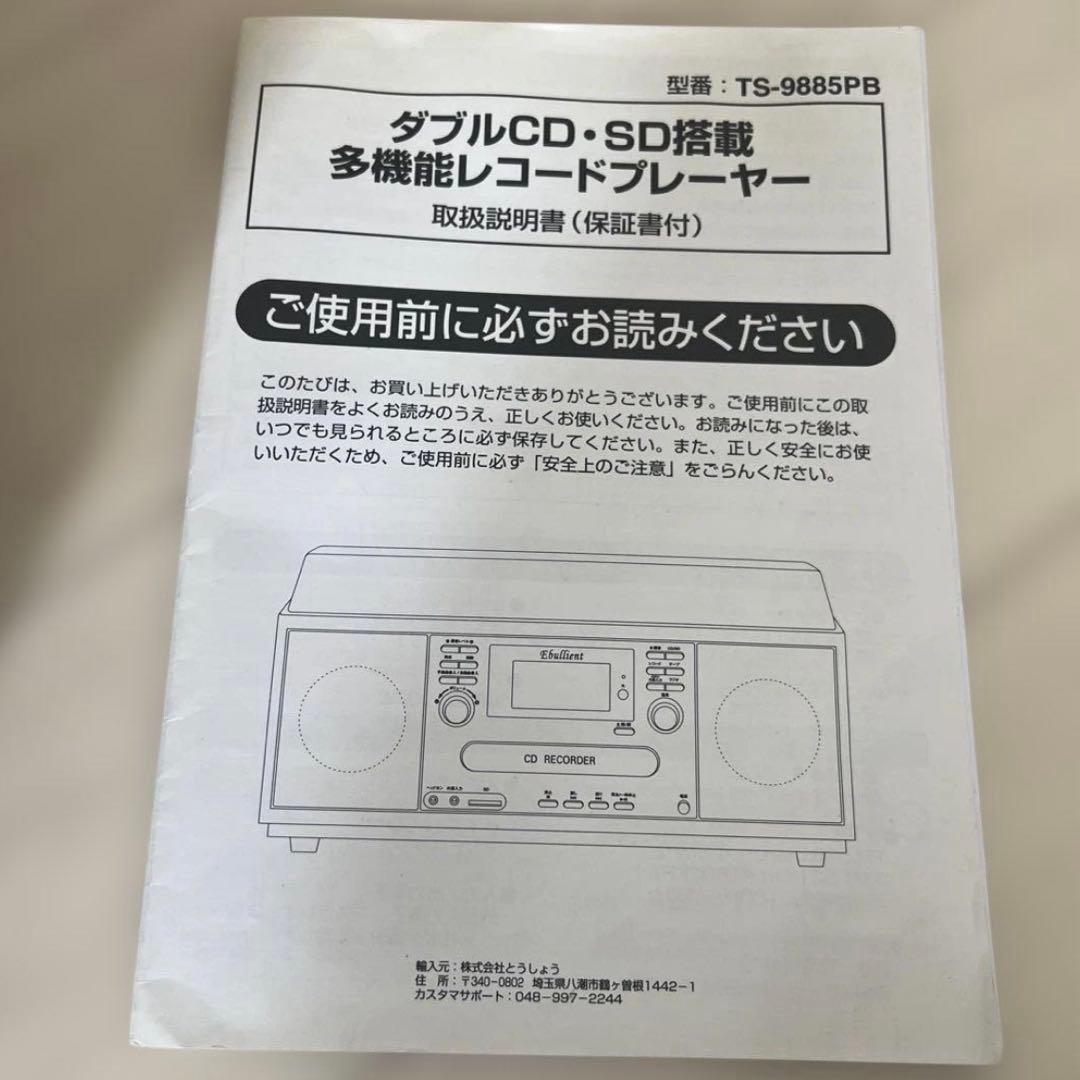 型番：TS-9885PB
ダブルCD・SD搭載
多機能レコードプレーヤー
取扱説明書（保証書付）
ご使用前に必ずお読みください
このたびは、お買い上げいただきありがとうございます。ご使用前にこの取
扱説明書をよくお読みのうえ、正しくお使いください。お読みになった後は、
いつでも見られるところに必ず保存してください。また、正しく安全にお使
いいただくため、ご使用前に必ず「安全上のご注意」をごらんください。
Ebullient
CD RECORDER
ヘッドホン 外部入力 SD
輸入元：株式会社とうしょう
住　所：〒340-0802 埼玉県八潮市鶴ヶ曽根1442-1
カスタマサポート：048-997-2244